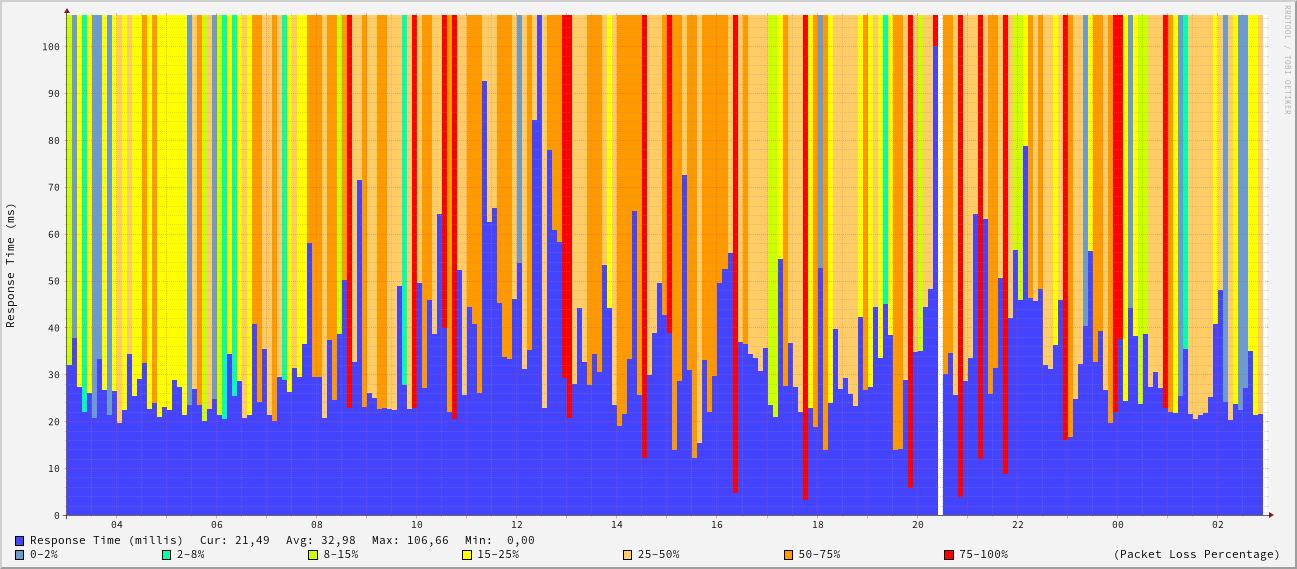 RRDTOOL / TOBI OETIKER
Response Time (ms)
100
90
80
70
60
50
40
30
20
10
0
04 06 08 10 12 14 16 18 20 22 00 02
Response Time (millis) Cur: 21,49 Avg: 32,98 Max: 106,66 Min: 0,00
0-2% 2-8% 8-15% 15-25% 25-50% 50-75% 75-100% (Packet Loss Percentage)